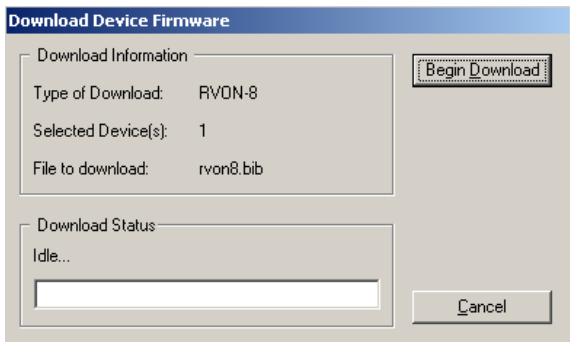 Download Device Firmware
Download Information
Begin Download
Type of Download: RVON-8
Selected Device(s): 1
File to download: rvon8.bib
Download Status
Idle...
Cancel